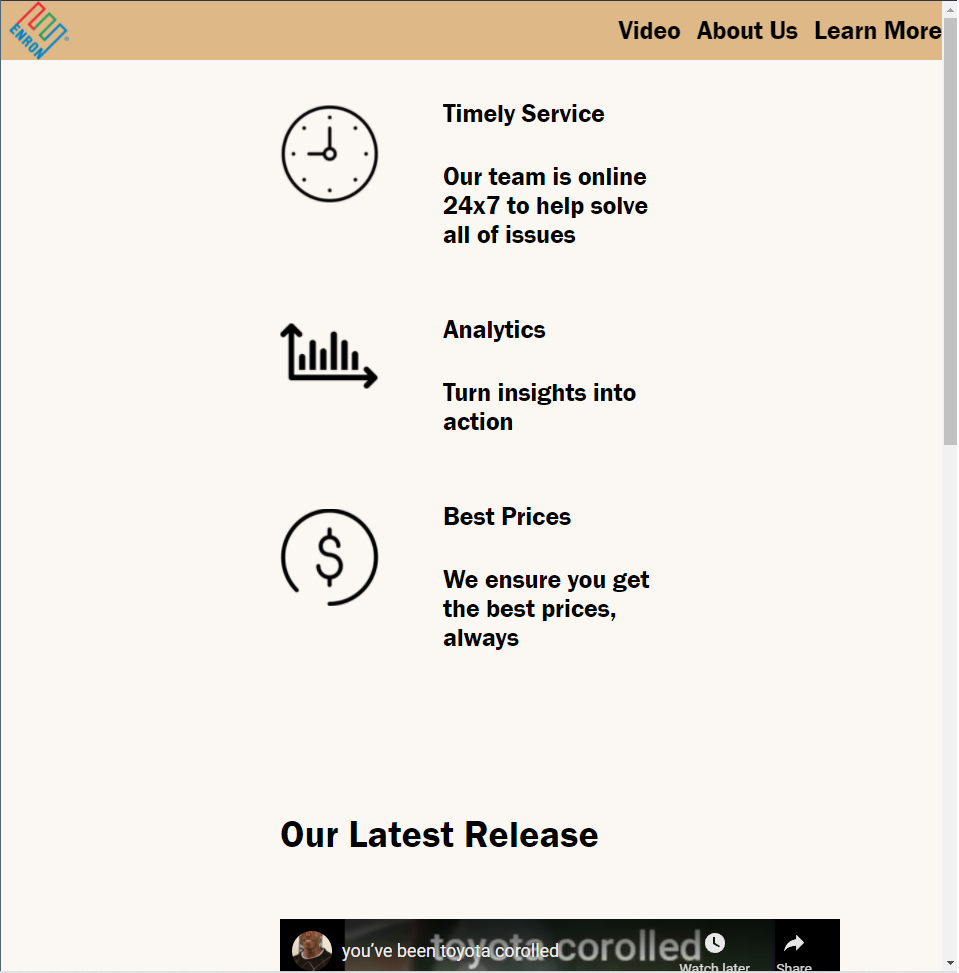 ENRON
Video About Us Learn More
Timely Service
Our team is online
24x7 to help solve
all of issues
Analytics
Turn insights into
action
Best Prices
We ensure you get
the best prices,
always
Our Latest Release
toyota corolled
you've been toyota corolled
Watch later
Share